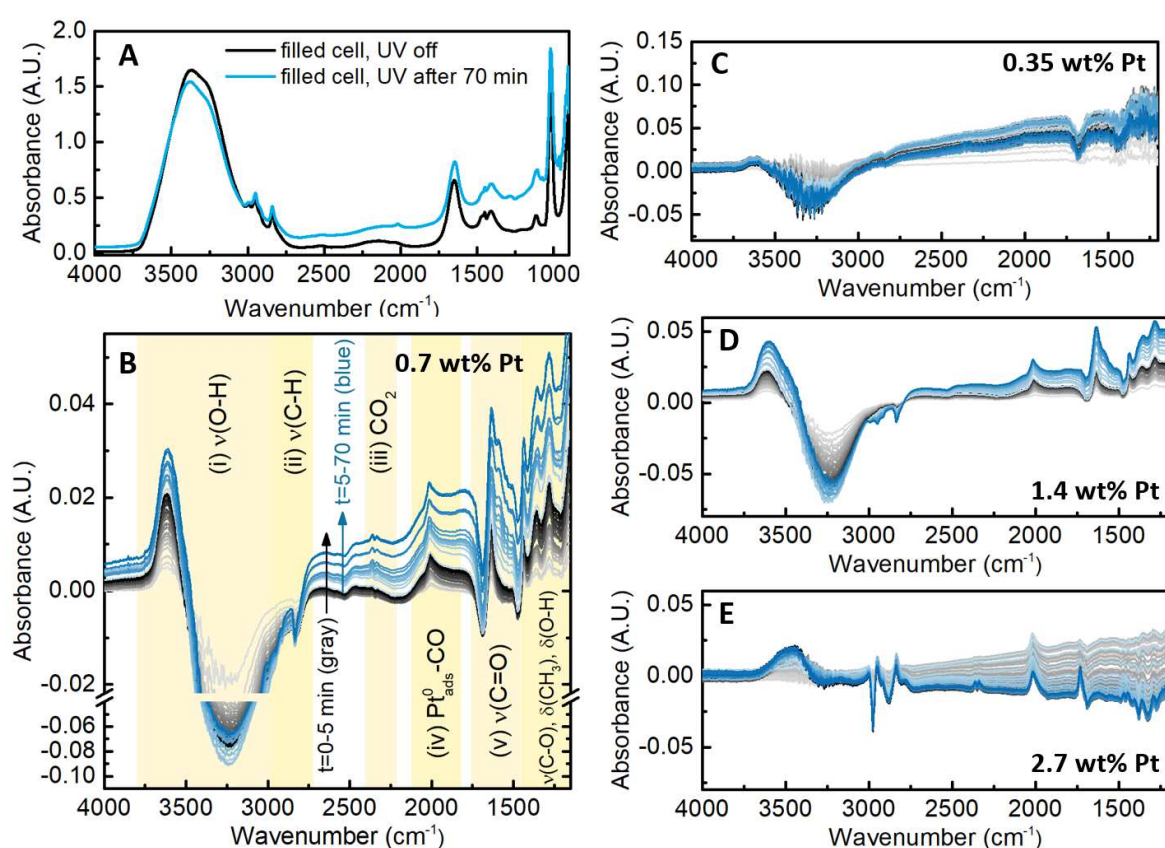 A
filled cell, UV off
filled cell, UV after 70 min
Absorbance (A.U.)
2.0
1.5
1.0
0.5
0.0
4000 3500 3000 2500 2000 1500 1000
Wavenumber (cm-1)
B
0.7 wt% Pt
(i) ν(O-H)
(ii) ν(C-H)
t=0-5 min (gray)
t=5-70 min (blue)
(iii) CO2
(iv) Pt0ads-CO
(v) ν(C=O)
ν(C-O), δ(CH3), δ(O-H)
Absorbance (A.U.)
0.04
0.02
0.00
-0.02
-0.06
-0.08
-0.10
4000 3500 3000 2500 2000 1500
Wavenumber (cm-1)
C
0.35 wt% Pt
Absorbance (A.U.)
0.15
0.10
0.05
0.00
-0.05
4000 3500 3000 2500 2000 1500
Wavenumber (cm-1)
D
1.4 wt% Pt
Absorbance (A.U.)
0.05
0.00
-0.05
4000 3500 3000 2500 2000 1500
Wavenumber (cm-1)
E
2.7 wt% Pt
Absorbance (A.U.)
0.05
0.00
-0.05
4000 3500 3000 2500 2000 1500
Wavenumber (cm-1)